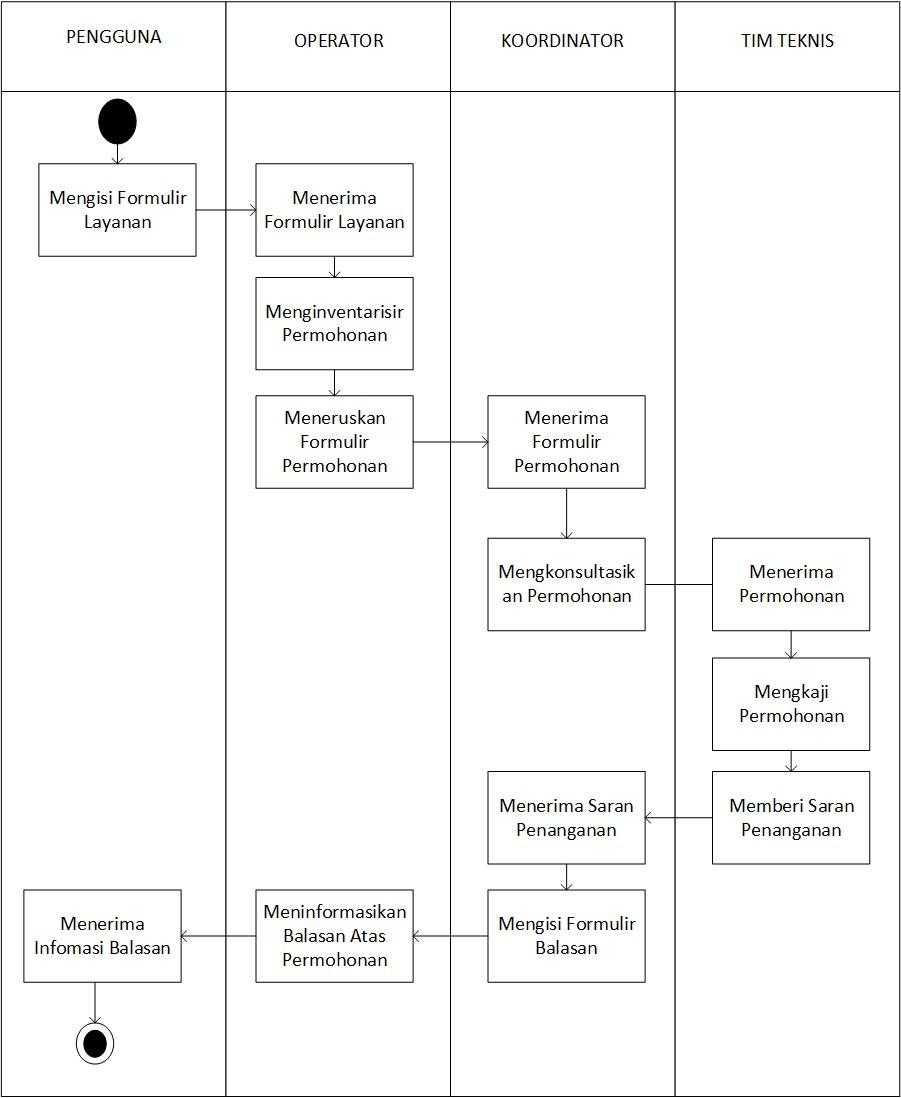 PENGGUNA
OPERATOR
KOORDINATOR
TIM TEKNIS
Mengisi Formulir
Layanan
Menerima
Formulir Layanan
Menginventarisir
Permohonan
Meneruskan
Formulir
Permohonan
Menerima
Formulir
Permohonan
Mengkonsultasik
an Permohonan
Menerima
Permohonan
Mengkaji
Permohonan
Memberi Saran
Penanganan
Menerima Saran
Penanganan
Mengisi Formulir
Balasan
Meninformasikan
Balasan Atas
Permohonan
Menerima
Infomasi Balasan